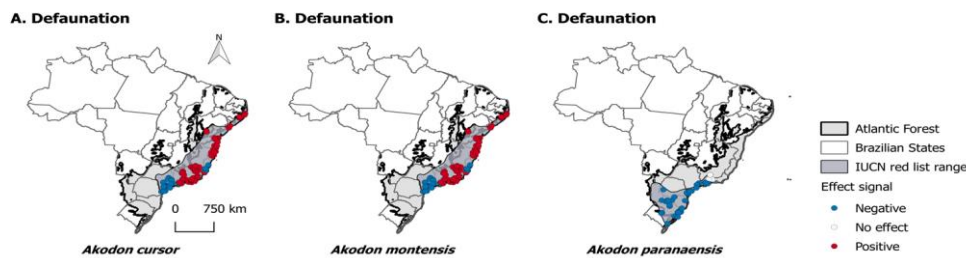 A. Defaunation
B. Defaunation
C. Defaunation
N
0 750 km
Akodon cursor
Akodon montensis
Akodon paranaensis
Atlantic Forest
Brazilian States
IUCN red list range
Effect signal
Negative
No effect
Positive